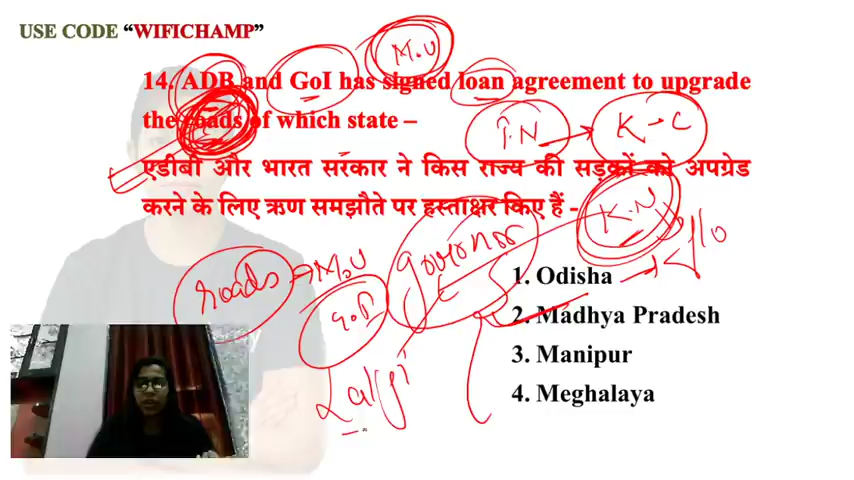 USE CODE “WIFICHAMP”
14. ADB and GoI has signed loan agreement to upgrade
the roads of which state –
एडीबी और भारत सरकार ने किस राज्य की सड़कों को अपग्रेड
करने के लिए ऋण समझौते पर हस्ताक्षर किए हैं -
M.U
T.N
K - C
K.N
roads
M.U
G.O.I
governor
Lalji
1. Odisha
2. Madhya Pradesh
3. Manipur
4. Meghalaya